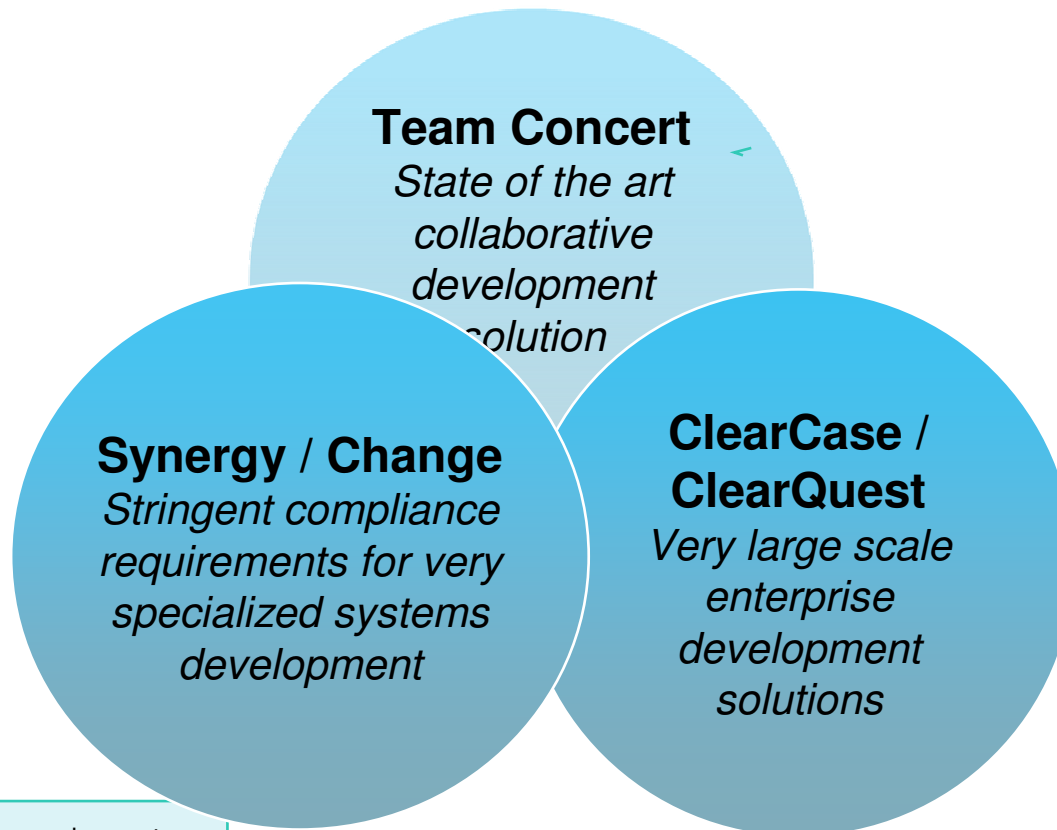 Team Concert
State of the art
collaborative
development
solution
Synergy / Change
Stringent compliance
requirements for very
specialized systems
development
ClearCase /
ClearQuest
Very large scale
enterprise
development
solutions